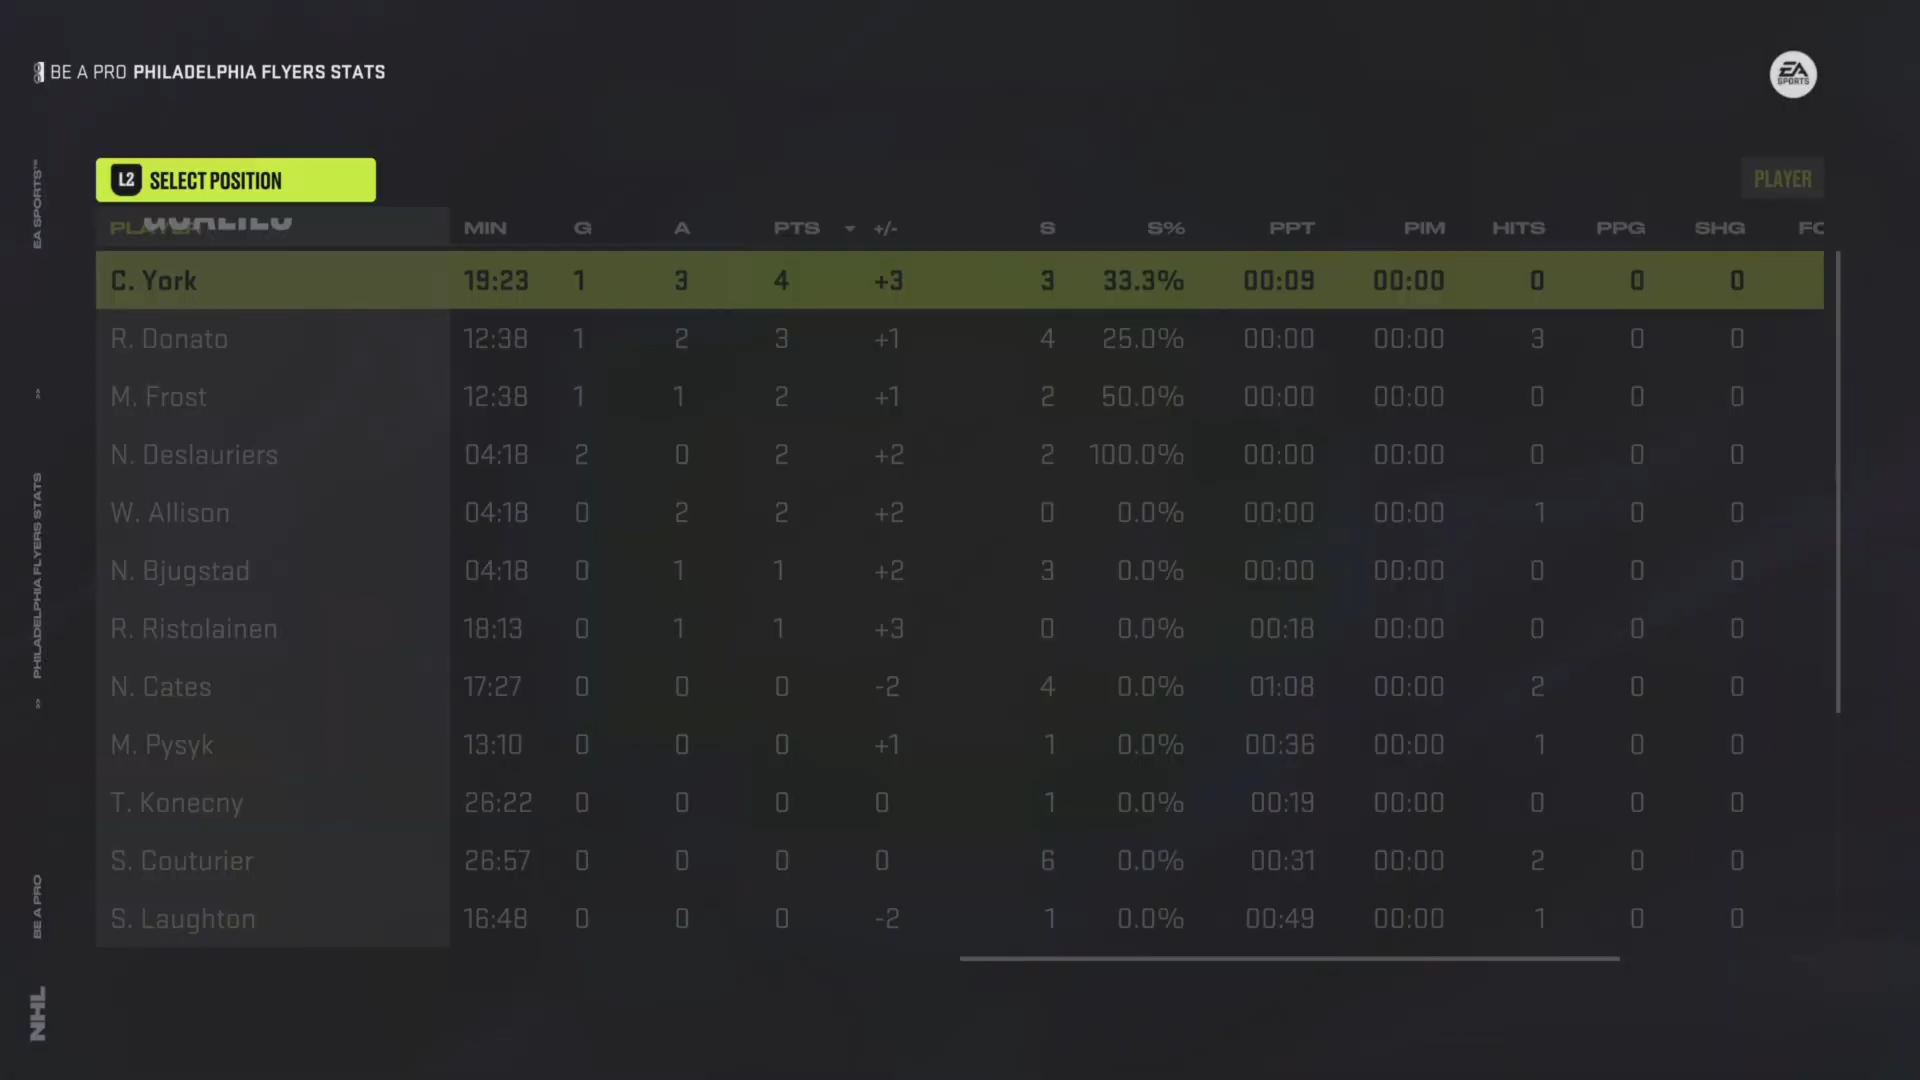 BE A PRO PHILADELPHIA FLYERS STATS
EA SPORTS
L2 SELECT POSITION
PLAYER
PLAYER MIN G A PTS +/- S S% PPT PIM HITS PPG SHG
C. York 19:23 1 3 4 +3 3 33.3% 00:09 00:00 0 0 0
R. Donato 12:38 1 2 3 +1 4 25.0% 00:00 00:00 3 0 0
M. Frost 12:38 1 1 2 +1 2 50.0% 00:00 00:00 0 0 0
N. Deslauriers 04:18 2 0 2 +2 2 100.0% 00:00 00:00 0 0 0
W. Allison 04:18 0 2 2 +2 0 0.0% 00:00 00:00 1 0 0
N. Bjugstad 04:18 0 1 1 +2 3 0.0% 00:00 00:00 0 0 0
R. Ristolainen 18:13 0 1 1 +3 0 0.0% 00:18 00:00 0 0 0
N. Cates 17:27 0 0 0 -2 4 0.0% 01:08 00:00 2 0 0
M. Pysyk 13:10 0 0 0 +1 1 0.0% 00:36 00:00 1 0 0
T. Konecny 26:22 0 0 0 0 1 0.0% 00:19 00:00 0 0 0
S. Couturier 26:57 0 0 0 0 6 0.0% 00:31 00:00 2 0 0
S. Laughton 16:48 0 0 0 -2 1 0.0% 00:49 00:00 1 0 0
NHL BE A PRO >> PHILADELPHIA FLYERS STATS >> EA SPORTS™